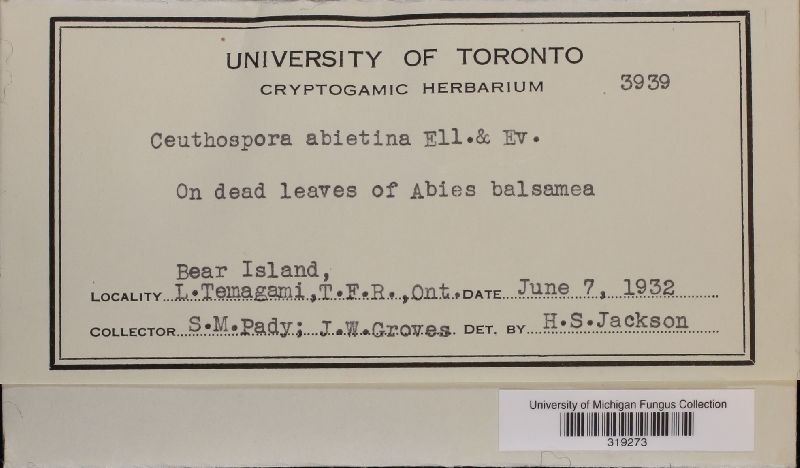 UNIVERSITY OF TORONTO
CRYPTOGAMIC HERBARIUM 3939
Ceuthospora abietina Ell.& Ev.
On dead leaves of Abies balsamea
Bear Island,
LOCALITY L.Temagami,T.F.R.,Ont. DATE June 7, 1932
COLLECTOR S.M.Pady; J.W.Groves DET. BY H.S.Jackson
University of Michigan Fungus Collection
319273